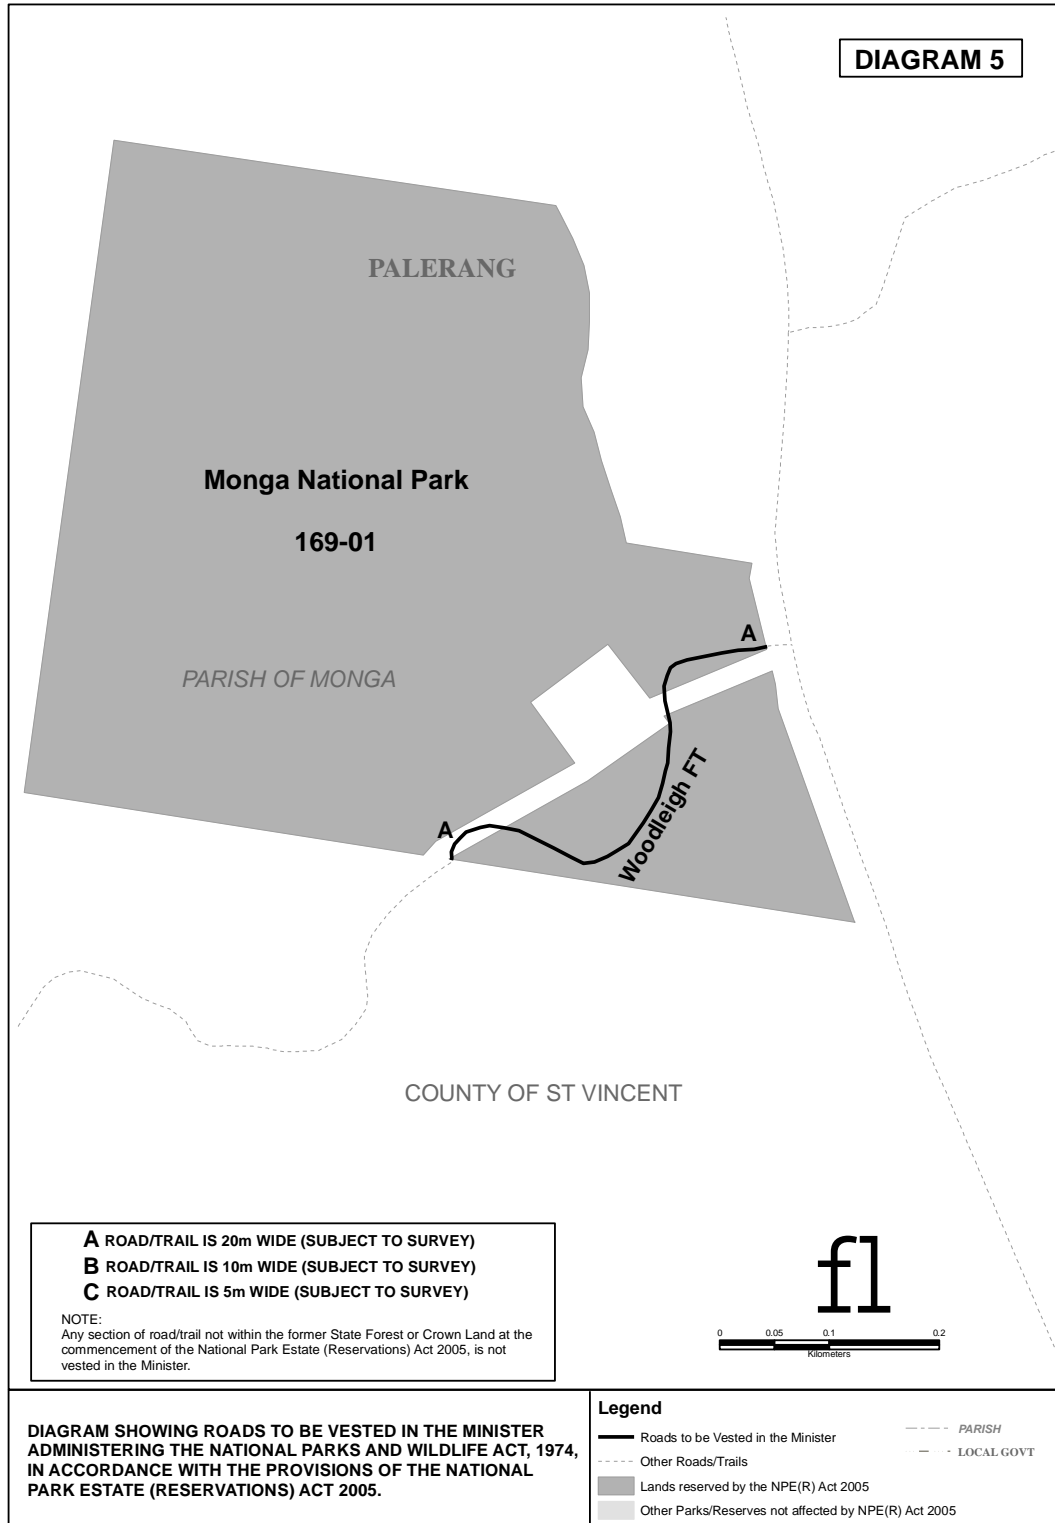 DIAGRAM 5
PALERANG
Monga National Park
169-01
A
PARISH OF MONGA
Woodleigh FT
A
COUNTY OF ST VINCENT
A ROAD/TRAIL IS 20m WIDE (SUBJECT TO SURVEY)
B ROAD/TRAIL IS 10m WIDE (SUBJECT TO SURVEY)
C ROAD/TRAIL IS 5m WIDE (SUBJECT TO SURVEY)
NOTE:
Any section of road/trail not within the former State Forest or Crown Land at the
commencement of the National Park Estate (Reservations) Act 2005, is not
vested in the Minister.
fl
0 0.05 0.1 0.2
Kilometers
DIAGRAM SHOWING ROADS TO BE VESTED IN THE MINISTER
ADMINISTERING THE NATIONAL PARKS AND WILDLIFE ACT, 1974,
IN ACCORDANCE WITH THE PROVISIONS OF THE NATIONAL
PARK ESTATE (RESERVATIONS) ACT 2005.
Legend
Roads to be Vested in the Minister
Other Roads/Trails
Lands reserved by the NPE(R) Act 2005
Other Parks/Reserves not affected by NPE(R) Act 2005
PARISH
LOCAL GOVT